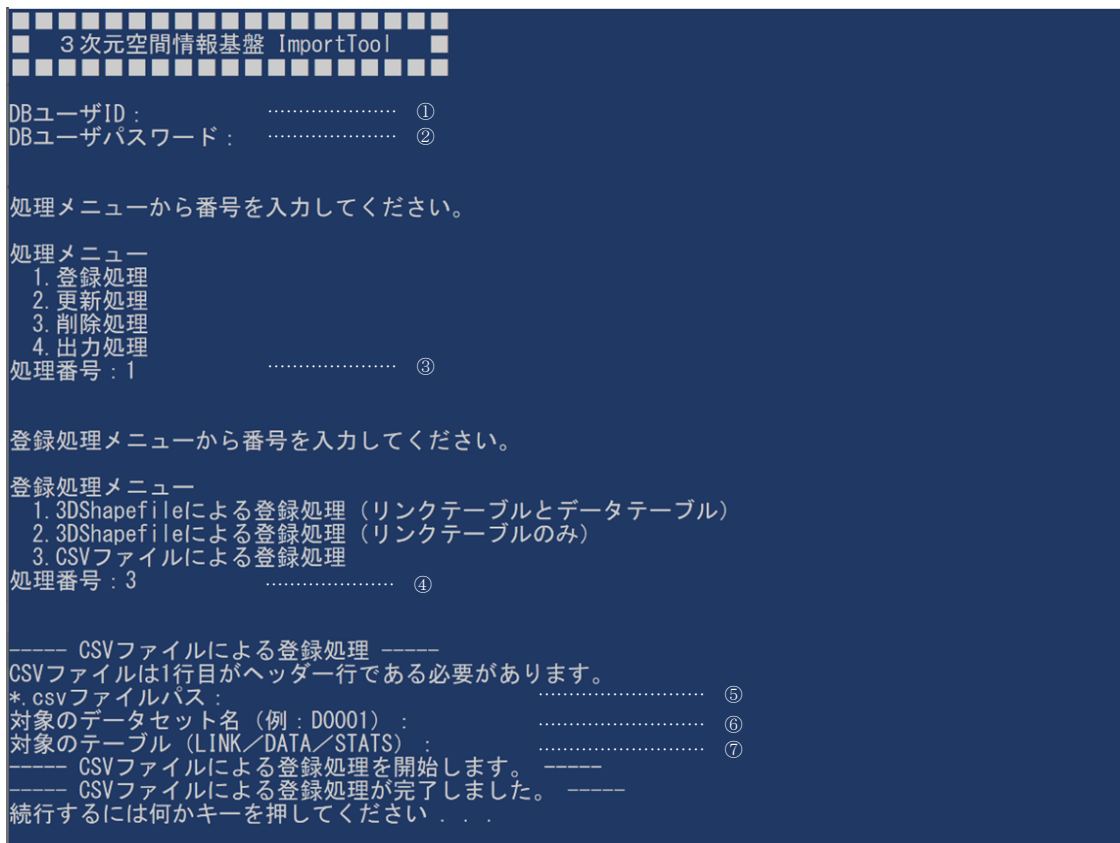 ■■■■■■■■■■■■■■■■■■■
■ ３次元空間情報基盤 ImportTool ■
■■■■■■■■■■■■■■■■■■■
DBユーザID： ………………… ①
DBユーザパスワード： ………………… ②
処理メニューから番号を入力してください。
処理メニュー
1.登録処理
2.更新処理
3.削除処理
4.出力処理
処理番号：1 ………………… ③
登録処理メニューから番号を入力してください。
登録処理メニュー
1.3DShapefileによる登録処理（リンクテーブルとデータテーブル）
2.3DShapefileによる登録処理（リンクテーブルのみ）
3.CSVファイルによる登録処理
処理番号：3 ………………… ④
----- CSVファイルによる登録処理 -----
CSVファイルは1行目がヘッダー行である必要があります。
*.csvファイルパス： ……………………… ⑤
対象のデータセット名（例：D0001）： ……………………… ⑥
対象のテーブル（LINK／DATA／STATS）： ……………………… ⑦
----- CSVファイルによる登録処理を開始します。 -----
----- CSVファイルによる登録処理が完了しました。 -----
続行するには何かキーを押してください . . .